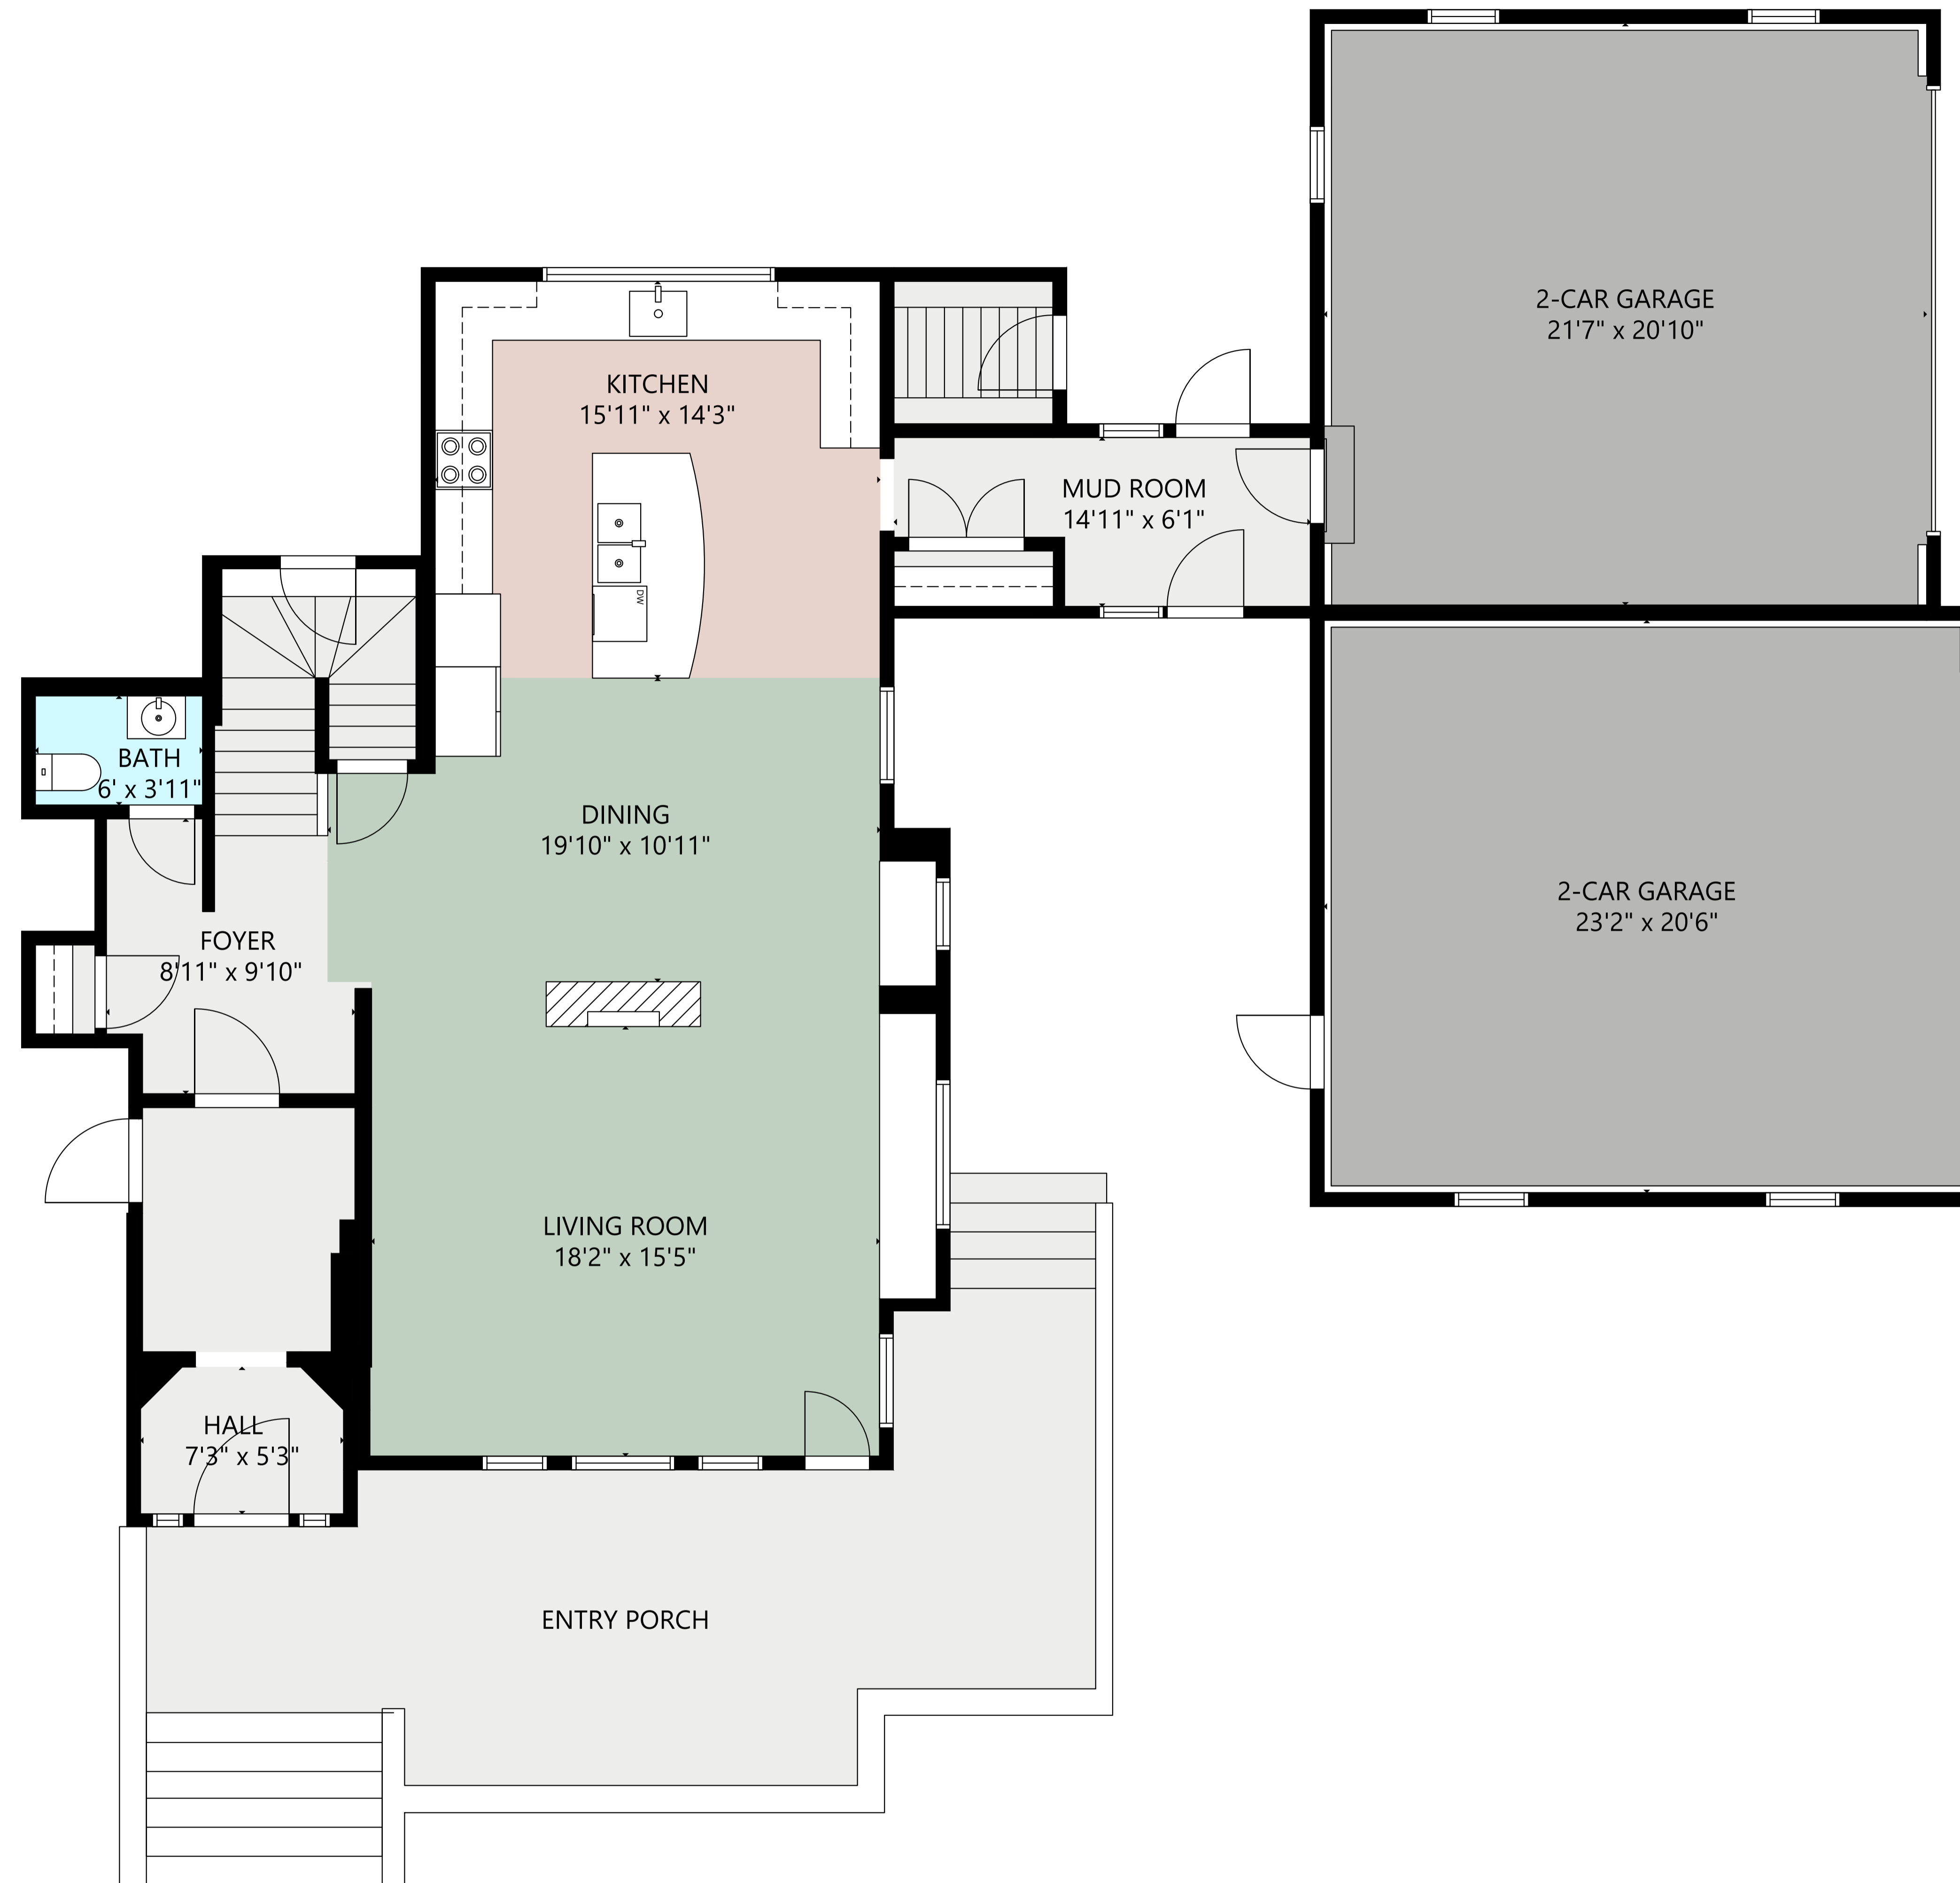 2-CAR GARAGE
21'7" x 20'10"
KITCHEN
15'11" x 14'3"
MUD ROOM
14'11" x 6'1"
DW
BATH
6' x 3'11"
DINING
19'10" x 10'11"
2-CAR GARAGE
23'2" x 20'6"
FOYER
8'11" x 9'10"
LIVING ROOM
18'2" x 15'5"
HALL
7'3" x 5'3"
ENTRY PORCH